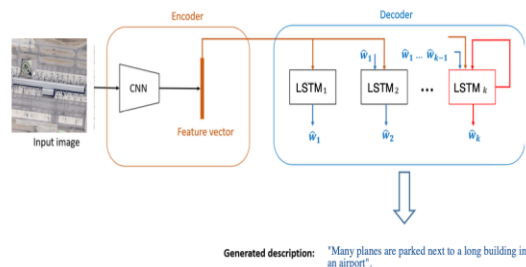 Encoder
Decoder
CNN
Feature vector
Input image
ŵ₁
ŵ₁ ... ŵₖ₋₁
LSTM₁
LSTM₂
...
LSTM ₖ
ŵ₁
ŵ₂
ŵₖ
Generated description: "Many planes are parked next to a long building in
an airport".